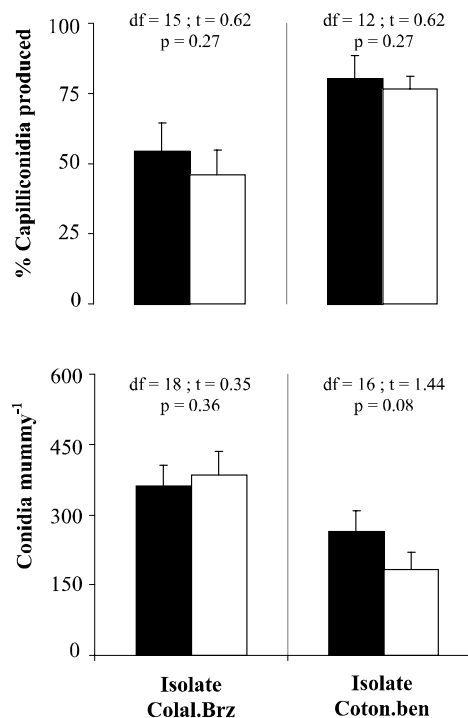 % Capilliconidia produced
100
75
50
25
0
df = 15 ; t = 0.62
p = 0.27
df = 12 ; t = 0.62
p = 0.27
Conidia mummy⁻¹
600
450
300
150
0
df = 18 ; t = 0.35
p = 0.36
df = 16 ; t = 1.44
p = 0.08
Isolate
Colal.Brz
Isolate
Coton.ben